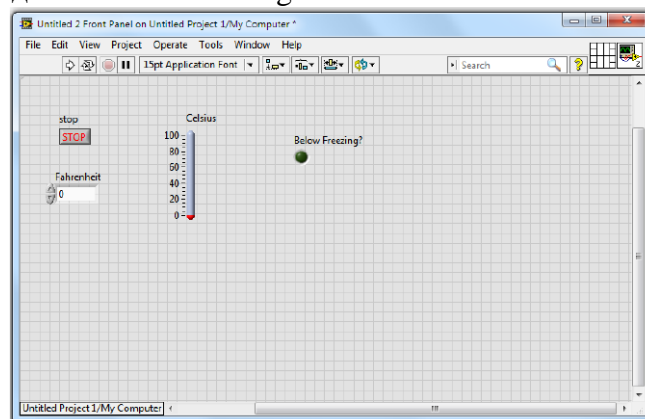 Untitled 2 Front Panel on Untitled Project 1/My Computer *
File Edit View Project Operate Tools Window Help
15pt Application Font
Search
?
2
stop
STOP
Celsius
100
80
60
40
20
0
Below Freezing?
Fahrenheit
0
Untitled Project 1/My Computer